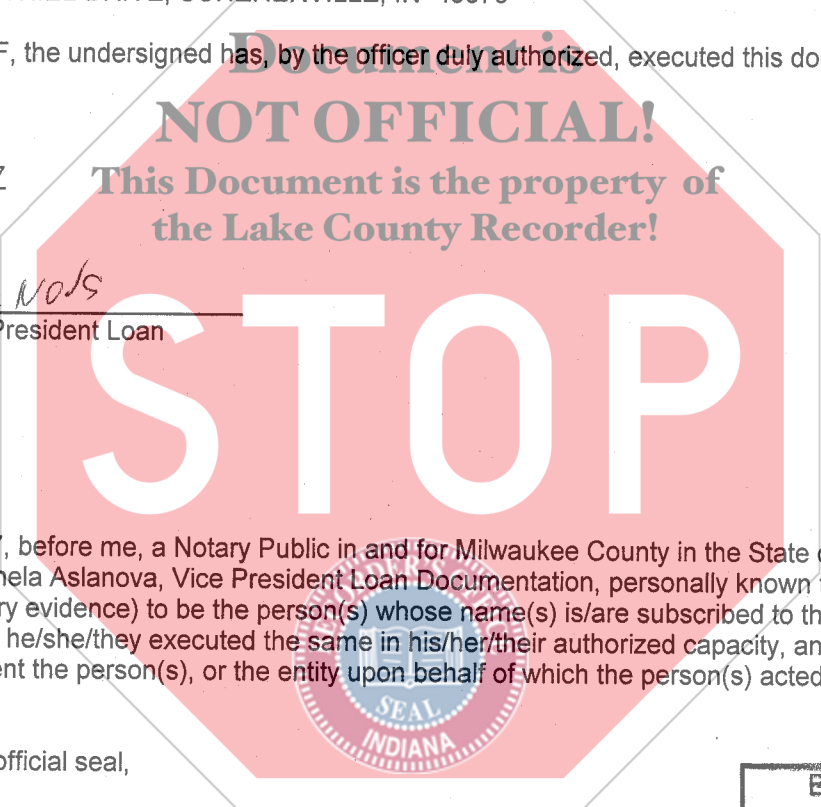 F, the undersigned has, by the officer duly authorized, executed this do
Document is
NOT OFFICIAL!
This Document is the property of
the Lake County Recorder!
President Loan
STOP
, before me, a Notary Public in and for Milwaukee County in the State
nela Aslanova, Vice President Loan Documentation, personally known
ry evidence) to be the person(s) whose name(s) is/are subscribed to th
he/she/they executed the same in his/her/their authorized capacity, an
ent the person(s), or the entity upon behalf of which the person(s) acted
SEAL
INDIANA
official seal,